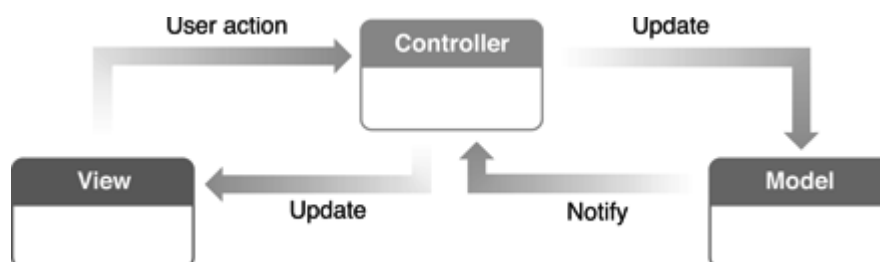 User action
Controller
Update
View
Update
Notify
Model